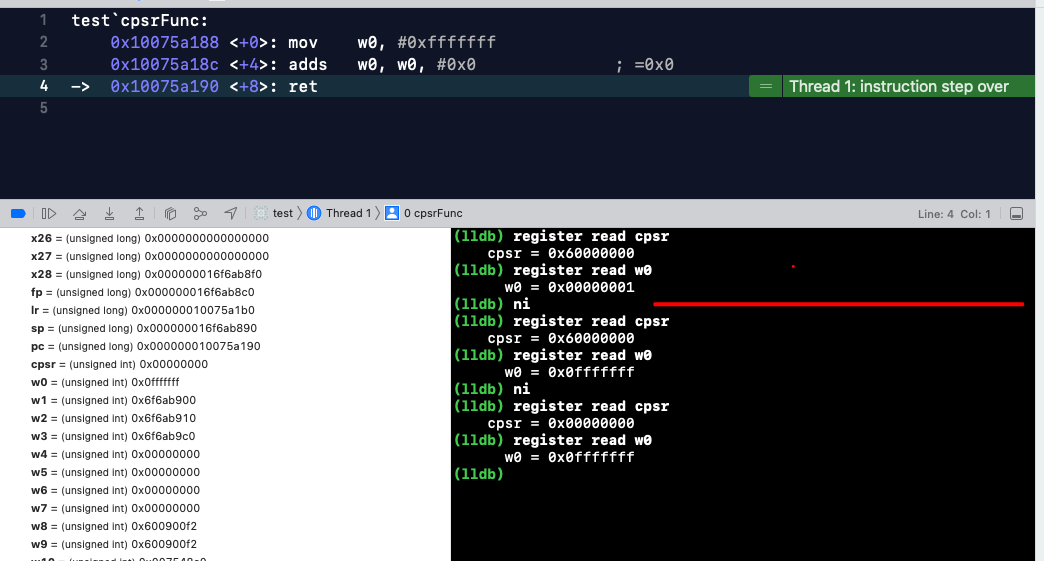 1 test`cpsrFunc:
2 0x10075a188 <+0>: mov w0, #0xfffffff
3 0x10075a18c <+4>: adds w0, w0, #0x0 ; =0x0
4 -> 0x10075a190 <+8>: ret = Thread 1: instruction step over
5
test 〉 Thread 1 〉 0 cpsrFunc Line: 4 Col: 1
x26 = (unsigned long) 0x0000000000000000
x27 = (unsigned long) 0x0000000000000000
x28 = (unsigned long) 0x000000016f6ab8f0
fp = (unsigned long) 0x000000016f6ab8c0
lr = (unsigned long) 0x000000010075a1b0
sp = (unsigned long) 0x000000016f6ab890
pc = (unsigned long) 0x000000010075a190
cpsr = (unsigned int) 0x00000000
w0 = (unsigned int) 0x0fffffff
w1 = (unsigned int) 0x6f6ab900
w2 = (unsigned int) 0x6f6ab910
w3 = (unsigned int) 0x6f6ab9c0
w4 = (unsigned int) 0x00000000
w5 = (unsigned int) 0x00000000
w6 = (unsigned int) 0x00000000
w7 = (unsigned int) 0x00000000
w8 = (unsigned int) 0x600900f2
w9 = (unsigned int) 0x600900f2
(lldb) register read cpsr
cpsr = 0x60000000
(lldb) register read w0
w0 = 0x00000001
(lldb) ni
(lldb) register read cpsr
cpsr = 0x60000000
(lldb) register read w0
w0 = 0x0fffffff
(lldb) ni
(lldb) register read cpsr
cpsr = 0x00000000
(lldb) register read w0
w0 = 0x0fffffff
(lldb)